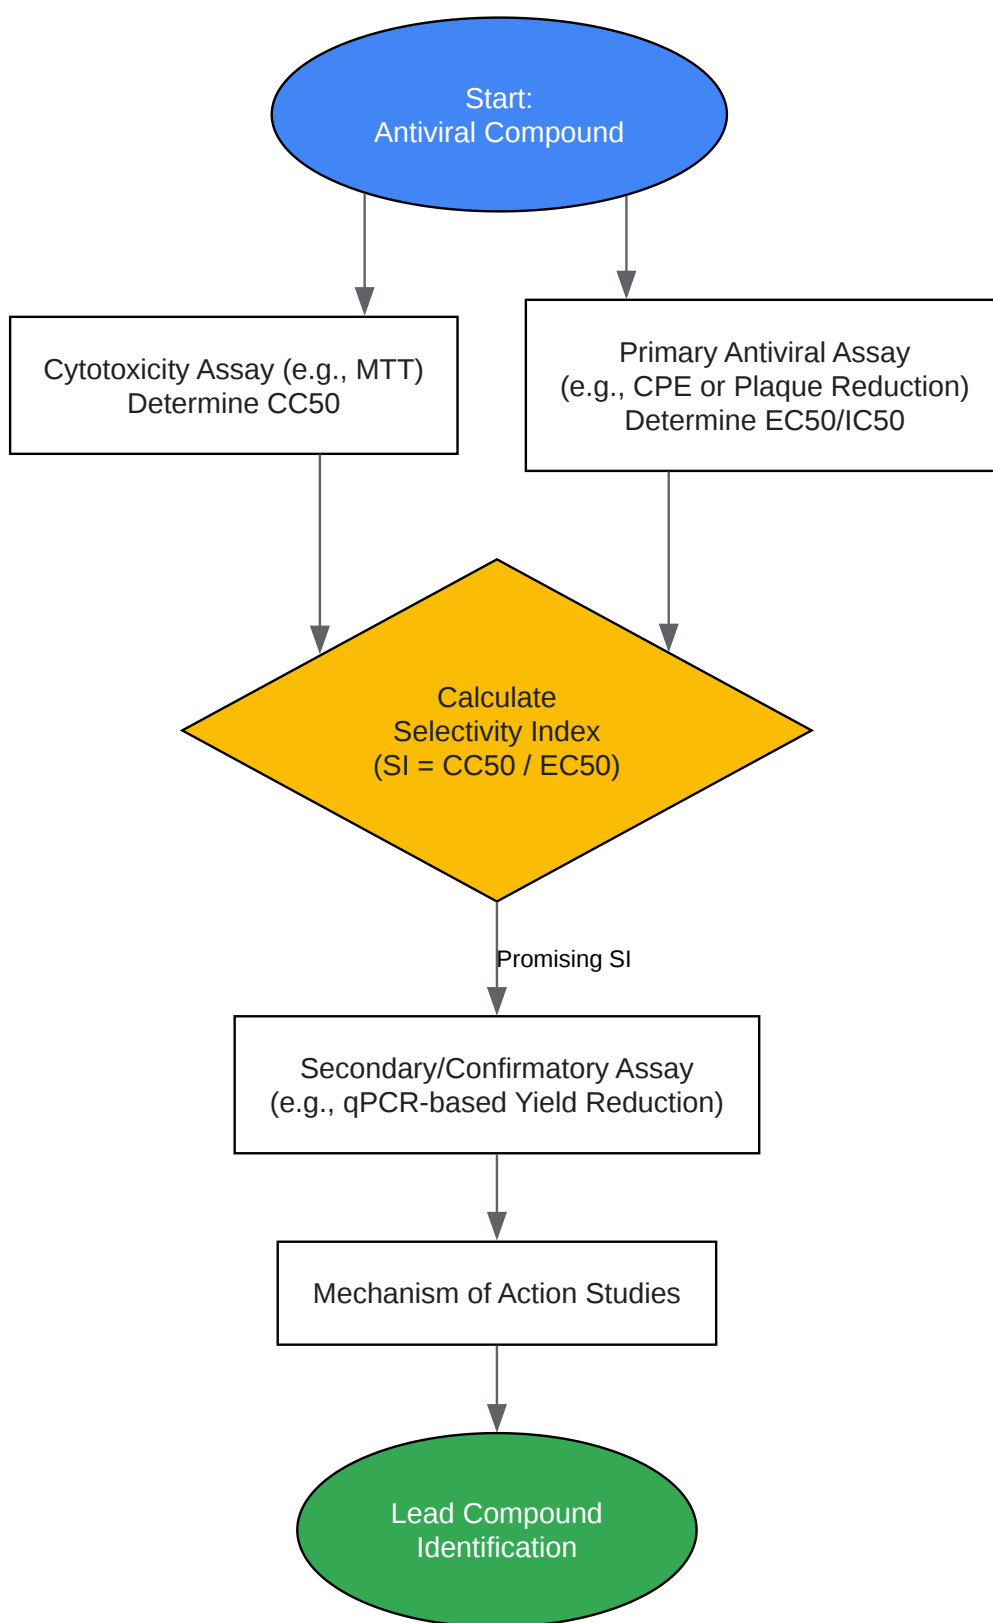 Start:
Antiviral Compound
Cytotoxicity Assay (e.g., MTT)
Determine CC50
Primary Antiviral Assay
(e.g., CPE or Plaque Reduction)
Determine EC50/IC50
Calculate
Selectivity Index
(SI = CC50 / EC50)
Promising SI
Secondary/Confirmatory Assay
(e.g., qPCR-based Yield Reduction)
Mechanism of Action Studies
Lead Compound
Identification